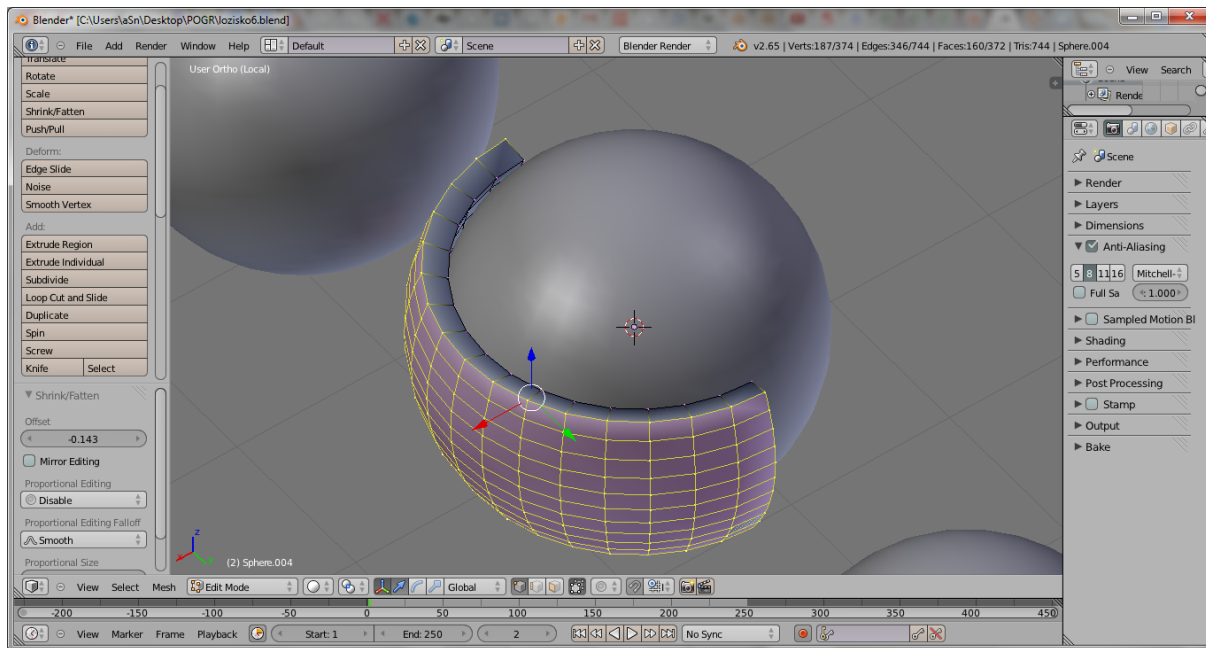 Blender* [C:\Users\aSn\Desktop\POGR\lozisko6.blend]
File Add Render Window Help Default Scene Blender Render v2.65 | Verts:187/374 | Edges:346/744 | Faces:160/372 | Tris:744 | Sphere.004
Translate
Rotate
Scale
Shrink/Fatten
Push/Pull
Deform:
Edge Slide
Noise
Smooth Vertex
Add:
Extrude Region
Extrude Individual
Subdivide
Loop Cut and Slide
Duplicate
Spin
Screw
Knife Select
▼ Shrink/Fatten
Offset
-0.143
Mirror Editing
Proportional Editing
Disable
Proportional Editing Falloff
Smooth
Proportional Size
User Ortho (Local)
z
(2) Sphere.004
View Search
Scene
Rende
Scene
▶ Render
▶ Layers
▶ Dimensions
▼ Anti-Aliasing
5 8 11 16 Mitchell-
Full Sa : 1.000
▶ Sampled Motion Bl
▶ Shading
▶ Performance
▶ Post Processing
▶ Stamp
▶ Output
▶ Bake
View Select Mesh Edit Mode Global
-200 -150 -100 -50 0 50 100 150 200 250 300 350 400 450
View Marker Frame Playback Start: 1 End: 250 2 No Sync